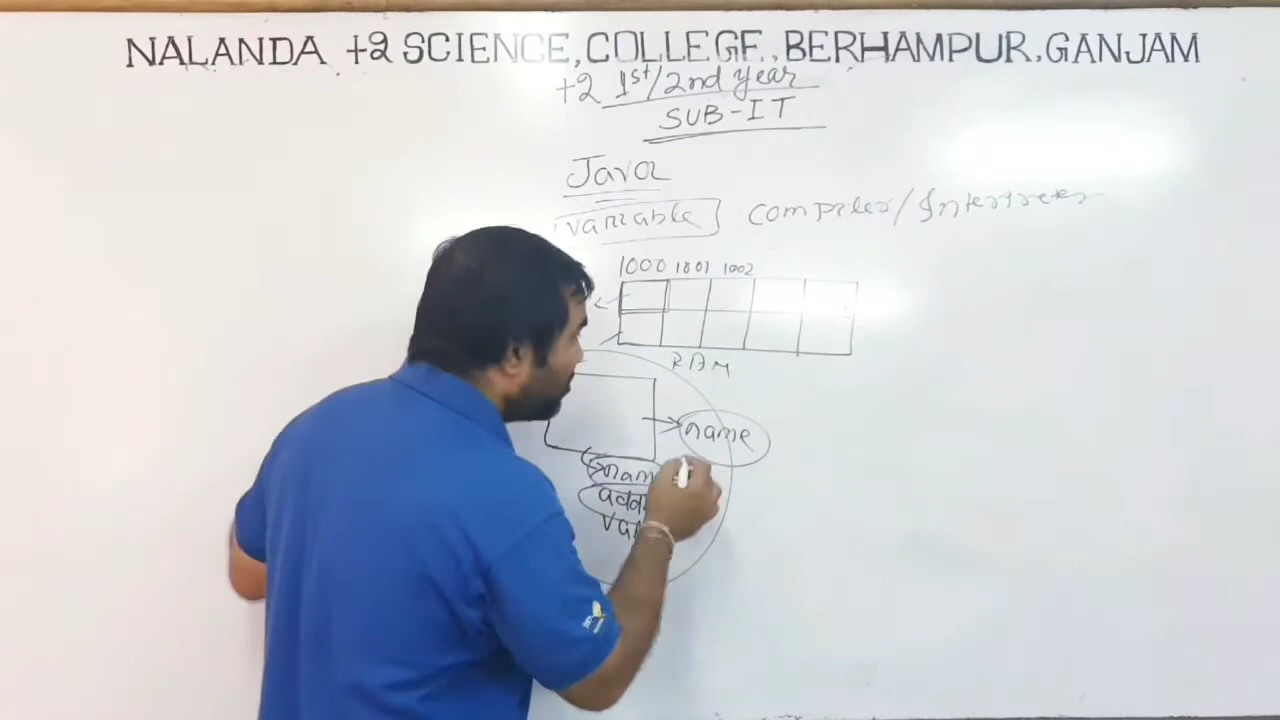 NALANDA +2 SCIENCE, COLLEGE, BERHAMPUR, GANJAM
+2 1st/2nd year
SUB-IT
Java
variable compiler/Interpreter
1000 1001 1002
RAM
name
nam
add
va